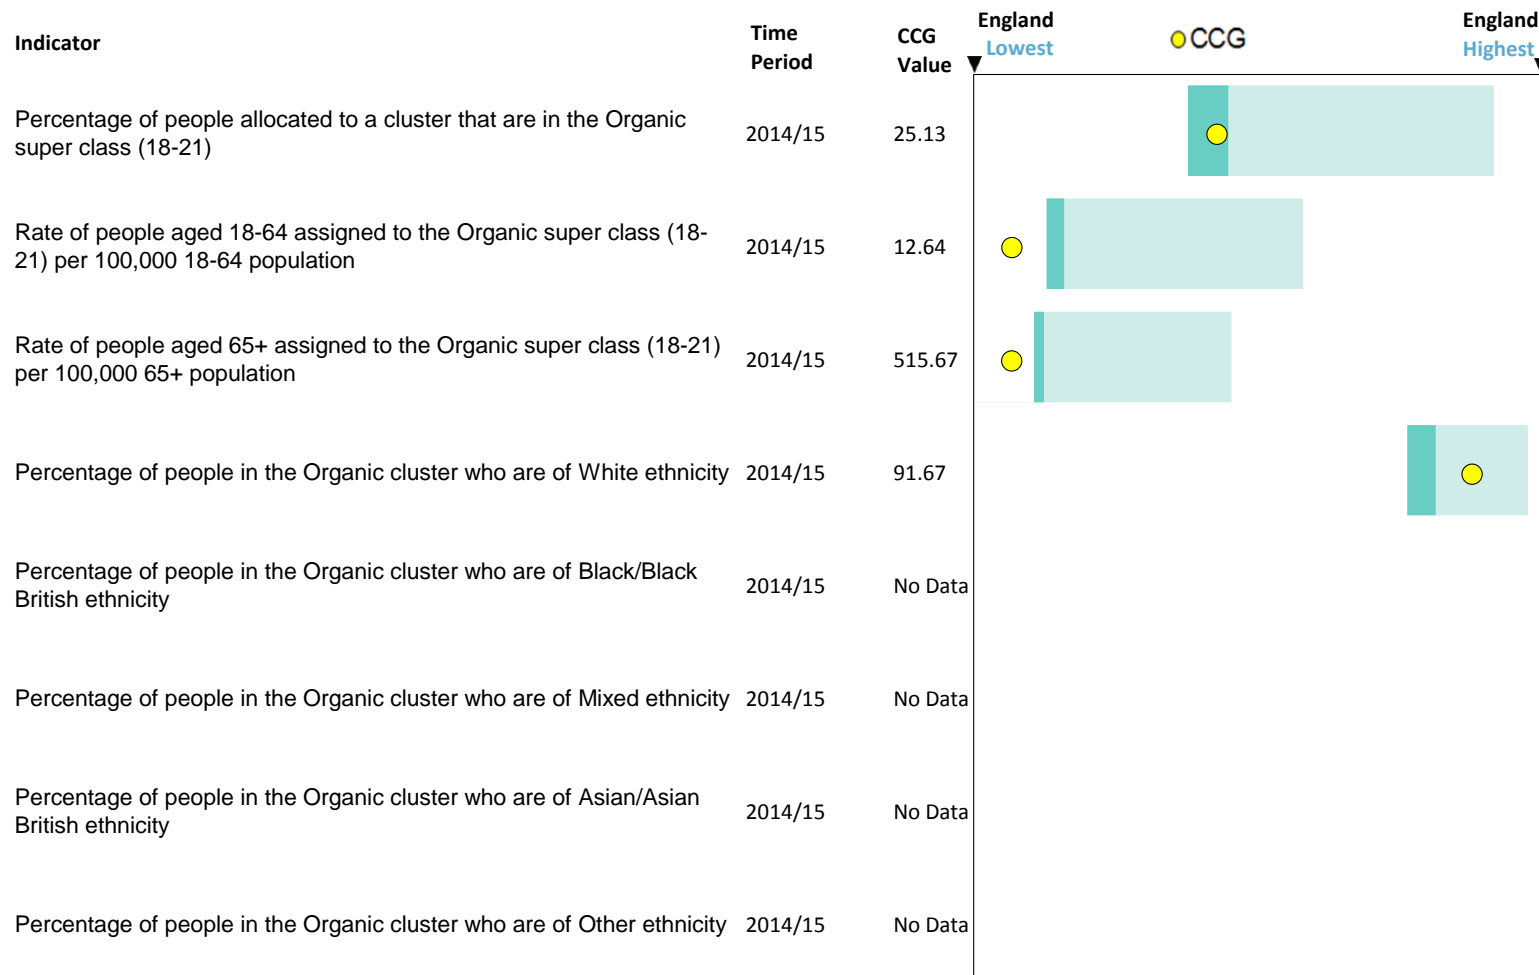 Indicator
Time Period
CCG Value
England Lowest
CCG
England Highest
Percentage of people allocated to a cluster that are in the Organic
super class (18-21)
2014/15
25.13
Rate of people aged 18-64 assigned to the Organic super class (18-
21) per 100,000 18-64 population
2014/15
12.64
Rate of people aged 65+ assigned to the Organic super class (18-21)
per 100,000 65+ population
2014/15
515.67
Percentage of people in the Organic cluster who are of White ethnicity
2014/15
91.67
Percentage of people in the Organic cluster who are of Black/Black
British ethnicity
2014/15
No Data
Percentage of people in the Organic cluster who are of Mixed ethnicity
2014/15
No Data
Percentage of people in the Organic cluster who are of Asian/Asian
British ethnicity
2014/15
No Data
Percentage of people in the Organic cluster who are of Other ethnicity
2014/15
No Data